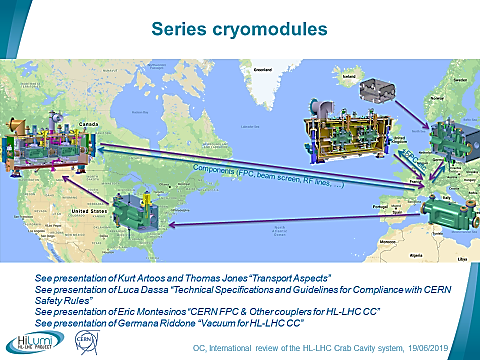 Series cryomodules
Greenland
Iceland
Sweden
Norway
Canada
United Kingdom
FPC
Components (FPC, beam screen, RF lines, …)
United States
Italy
Spain
Portugal
Morocco
Algeria
Libya
See presentation of Kurt Artoos and Thomas Jones "Transport Aspects"
See presentation of Luca Dassa "Technical Specifications and Guidelines for Compliance with CERN
Safety Rules"
See presentation of Eric Montesinos "CERN FPC & Other couplers for HL-LHC CC"
See presentation of Germana Riddone "Vacuum for HL-LHC CC"
HiLumi
HL-LHC PROJECT
CERN
OC, International review of the HL-LHC Crab Cavity system, 19/06/2019